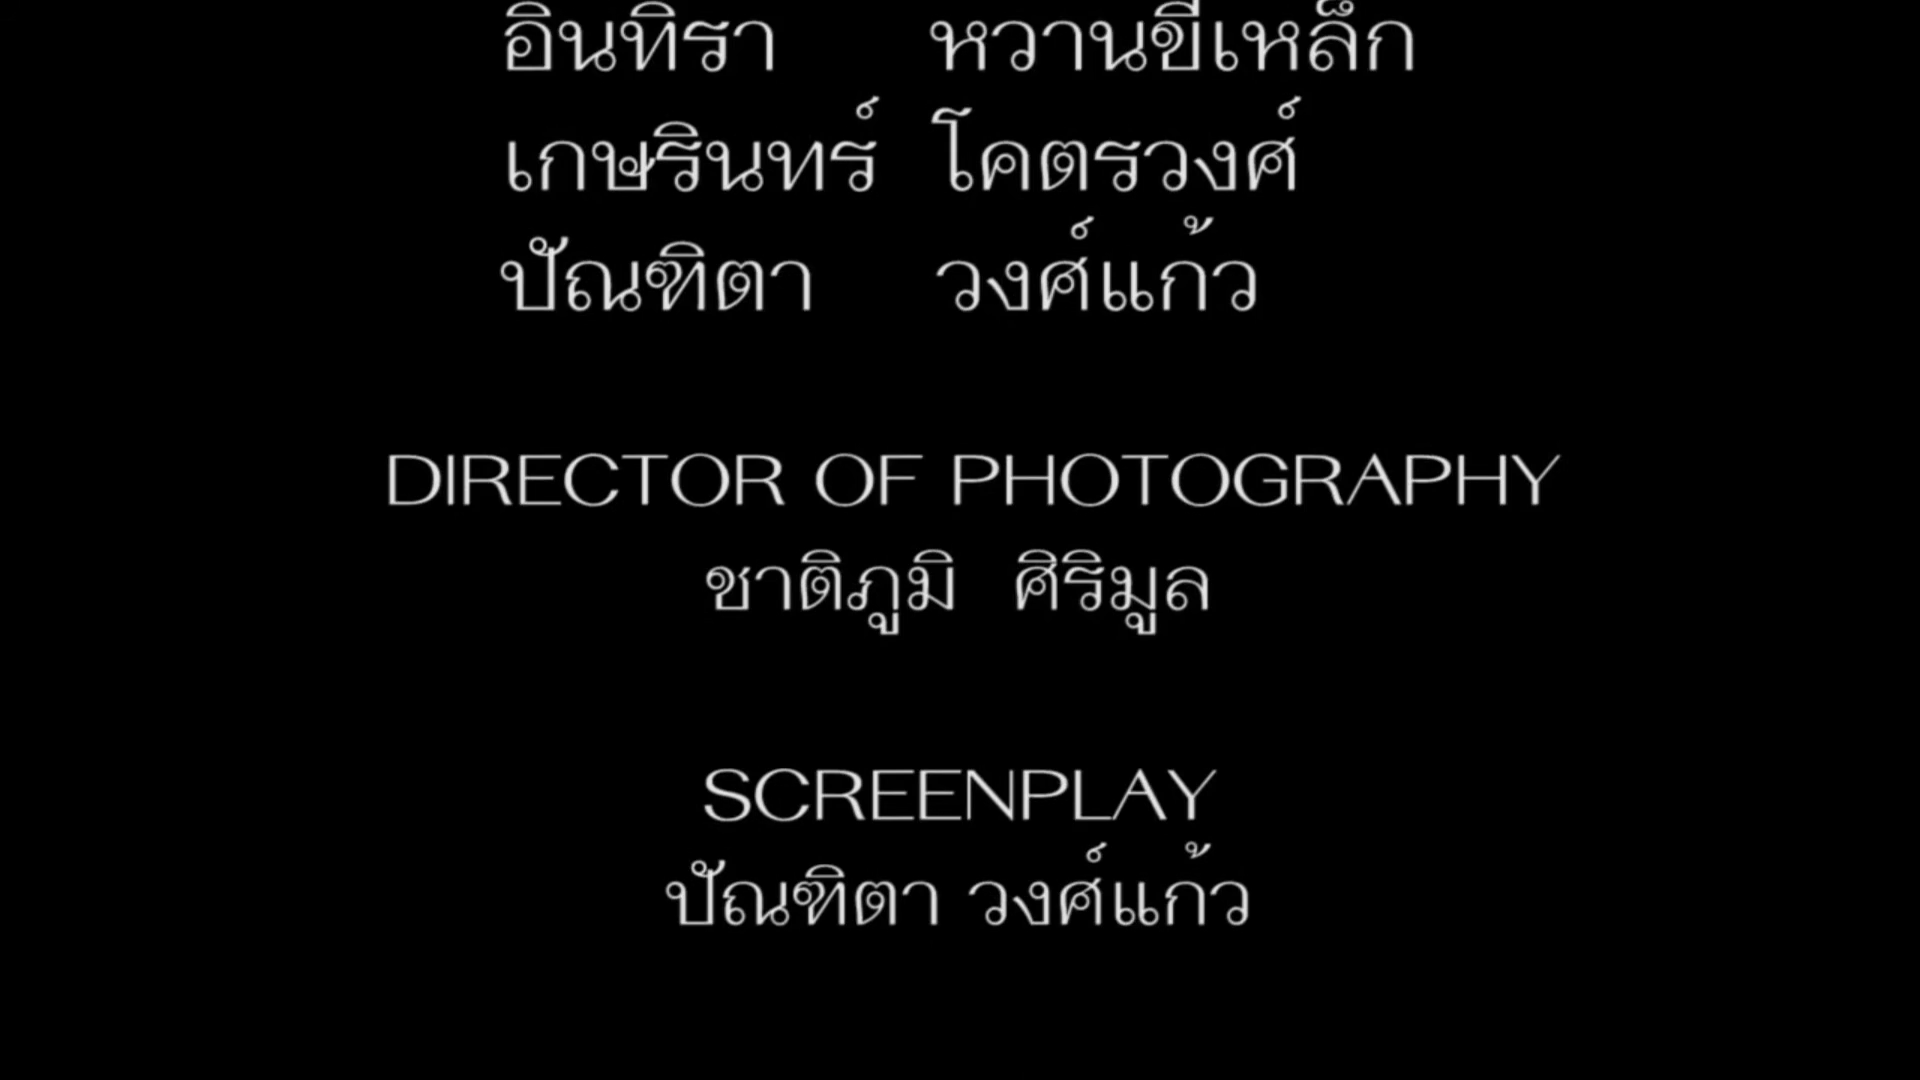 อินทิรา หวานขี้เหล็ก
เกษรินทร์ โคตรวงศ์
ปัณฑิตา วงศ์แก้ว
DIRECTOR OF PHOTOGRAPHY
ชาติภูมิ ศิริมูล
SCREENPLAY
ปัณฑิตา วงศ์แก้ว